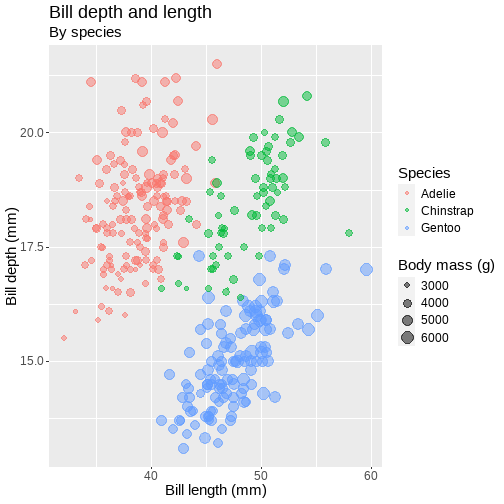 Bill depth and length
By species
20.0
17.5
15.0
Bill depth (mm)
40
50
60
Bill length (mm)
Species
Adelie
Chinstrap
Gentoo
Body mass (g)
3000
4000
5000
6000